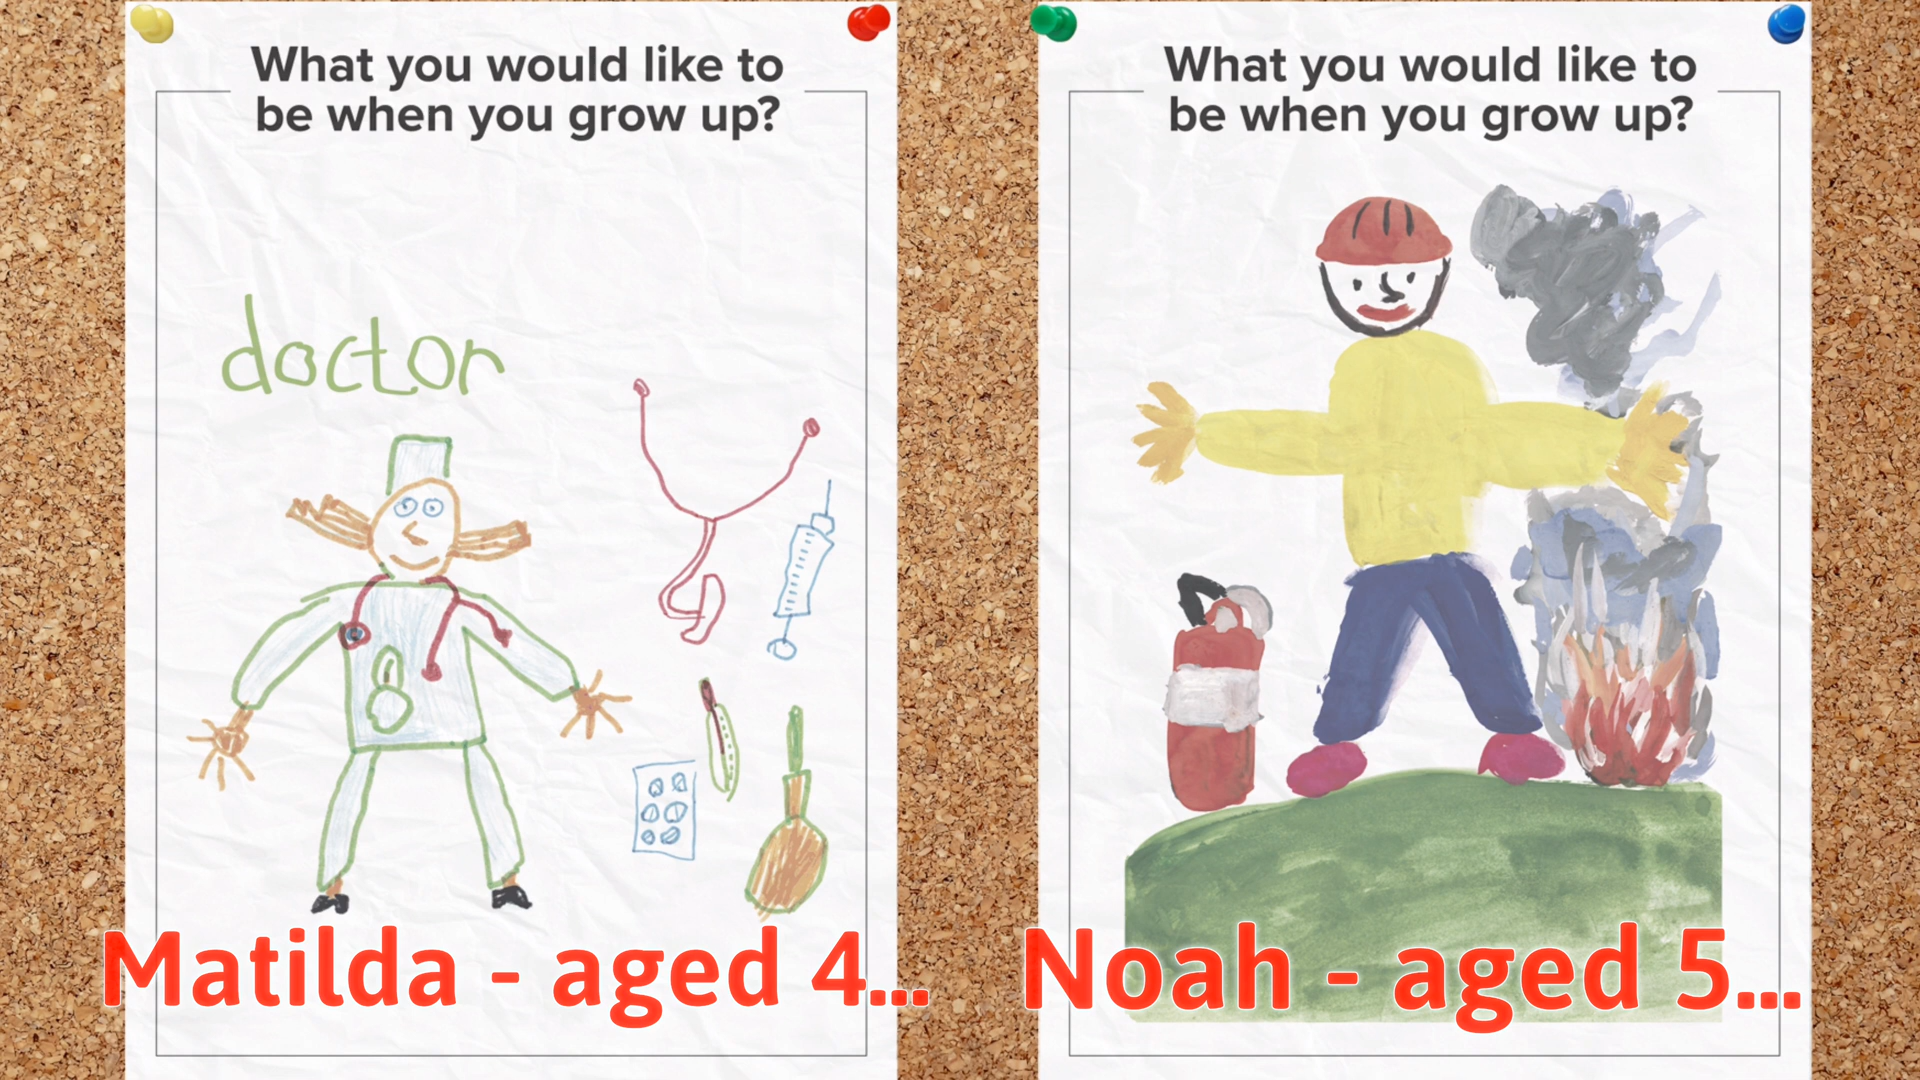 What you would like to
be when you grow up?
doctor
Matilda - aged 4...
What you would like to
be when you grow up?
Noah - aged 5...